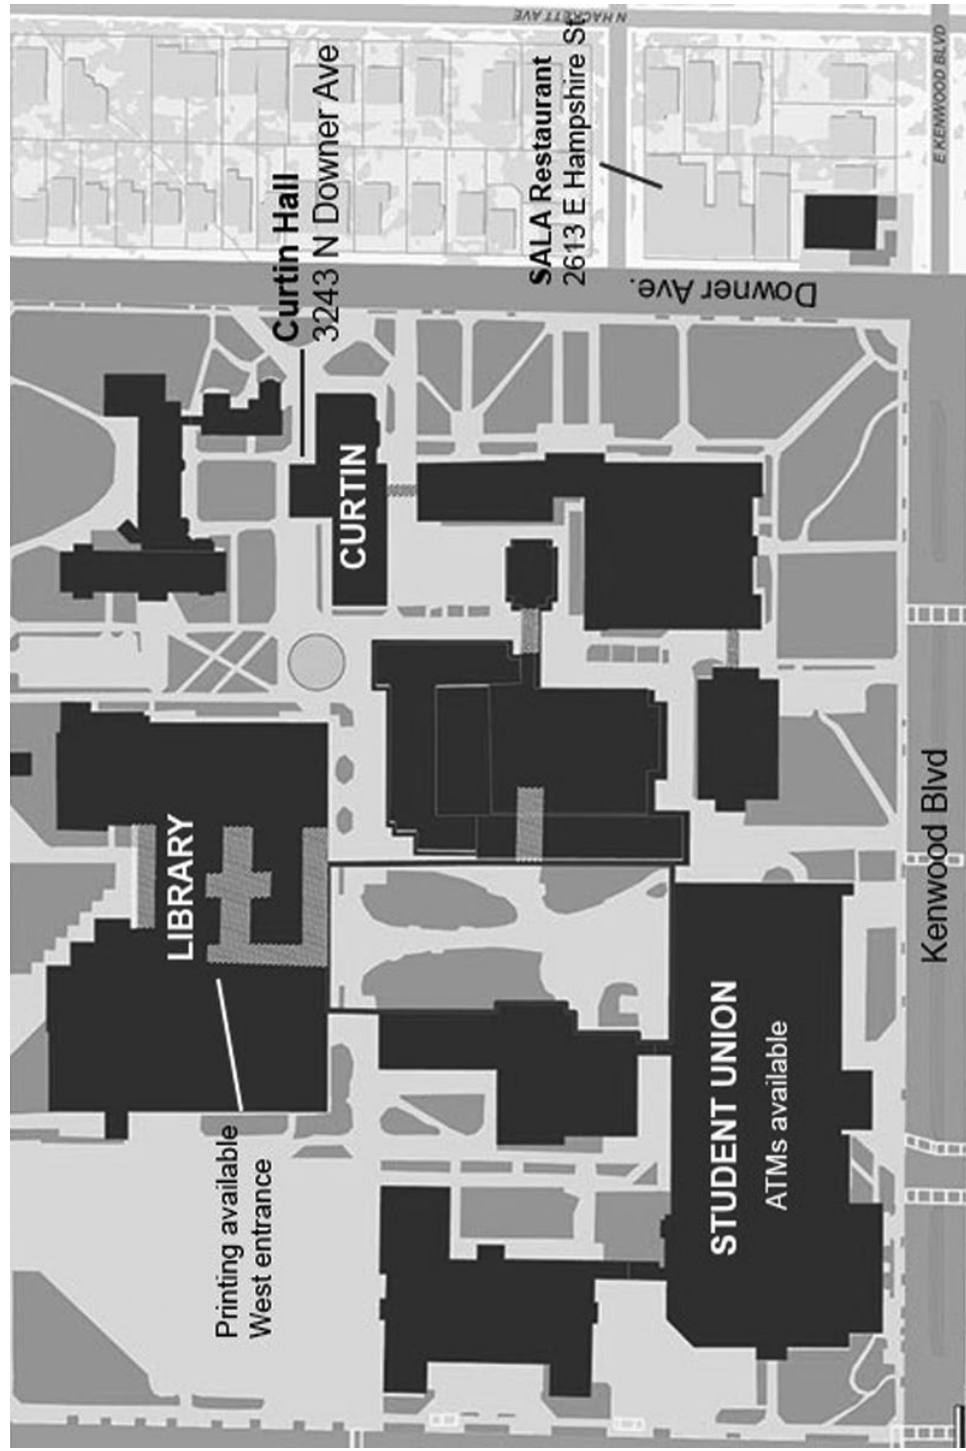 N HACKETT AVE
E KENWOOD BLVD
Curtin Hall
3243 N Downer Ave
SALA Restaurant
2613 E Hampshire St
Downer Ave.
CURTIN
LIBRARY
Kenwood Blvd
STUDENT UNION
ATMs available
Printing available
West entrance